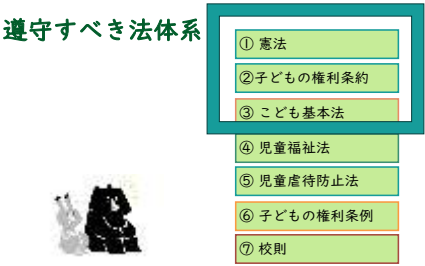 遵守すべき法体系
① 憲法
②子どもの権利条約
③ こども基本法
④ 児童福祉法
⑤ 児童虐待防止法
⑥ 子どもの権利条例
⑦ 校則